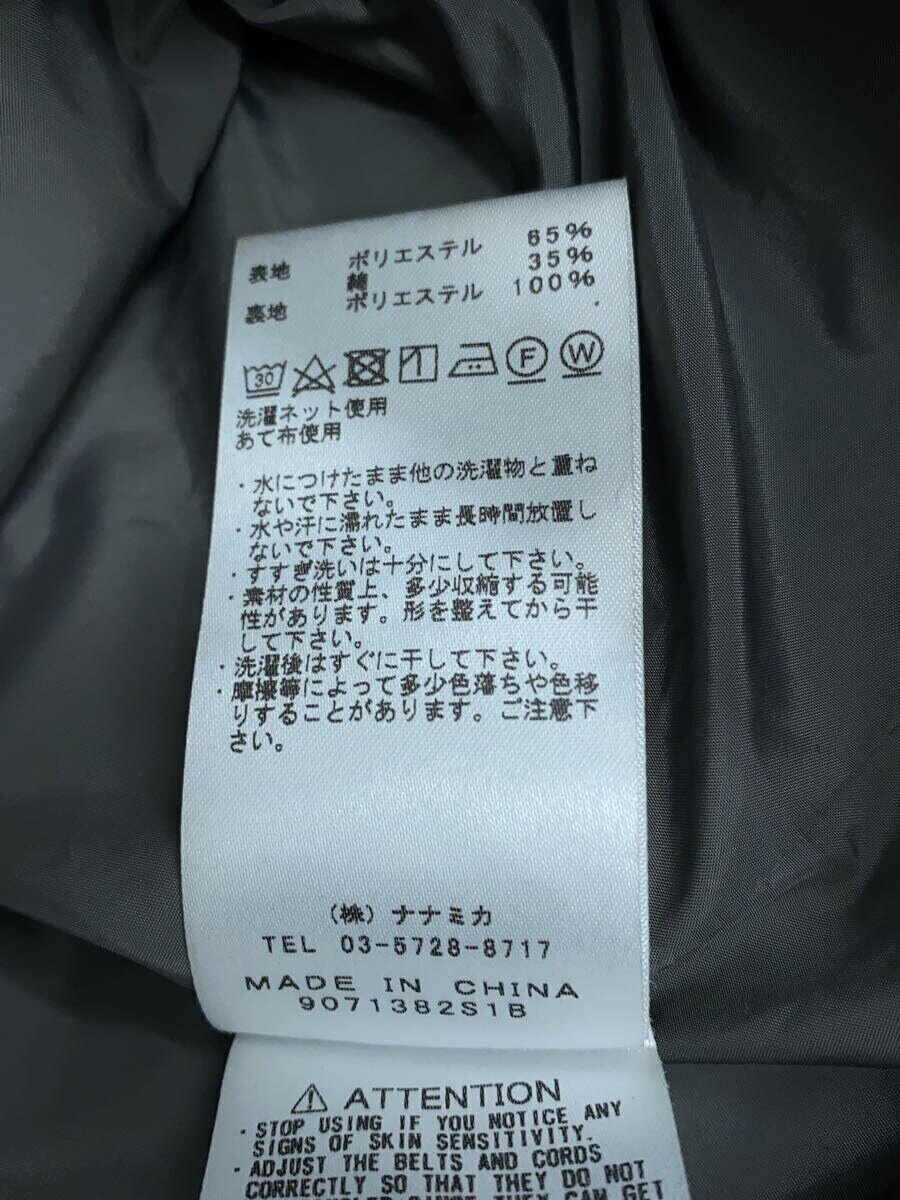 表地 ポリエステル 65%
綿 35%
裏地 ポリエステル 100%
30 F W
洗濯ネット使用
あて布使用
・水につけたまま他の洗濯物と重ね
ないで下さい。
・水や汗に濡れたまま長時間放置し
ないで下さい。
・すすぎ洗いは十分にして下さい。
・素材の性質上、多少収縮する可能
性があります。形を整えてから干
して下さい。
・洗濯後はすぐに干して下さい。
・摩擦等によって多少色落ちや色移
りすることがあります。ご注意下
さい。
(株)ナナミカ
TEL 03-5728-8717
MADE IN CHINA
9071382S1B
⚠ ATTENTION
・STOP USING IF YOU NOTICE ANY
SIGNS OF SKIN SENSITIVITY.
・ADJUST THE BELTS AND CORDS
CORRECTLY SO THAT THEY DO NOT
CAN GET